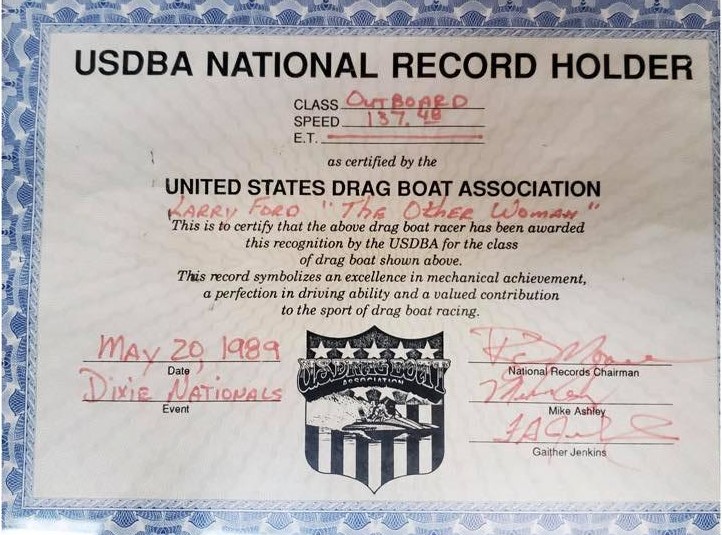 USDBA NATIONAL RECORD HOLDER
CLASS OUTBOARD
SPEED 137.48
E.T.
as certified by the
UNITED STATES DRAG BOAT ASSOCIATION
LARRY FORD "THE OTHER WOMAN"
This is to certify that the above drag boat racer has been awarded
this recognition by the USDBA for the class
of drag boat shown above.
This record symbolizes an excellence in mechanical achievement,
a perfection in driving ability and a valued contribution
to the sport of drag boat racing.
MAY 20, 1989
Date
DIXIE NATIONALS
Event
U.S. DRAG BOAT
ASSOCIATION
National Records Chairman
Mike Ashley
Gaither Jenkins